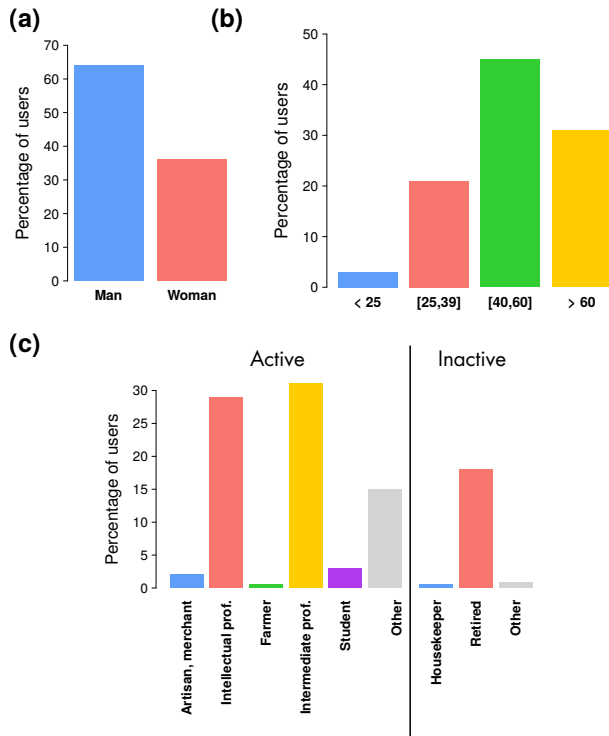 (a)
Percentage of users
70
60
50
40
30
20
10
0
Man Woman
(b)
Percentage of users
50
40
30
20
10
0
< 25 [25,39] [40,60] > 60
(c)
Active Inactive
Percentage of users
30
25
20
15
10
5
0
Artisan, merchant
Intellectual prof.
Farmer
Intermediate prof.
Student
Other
Housekeeper
Retired
Other